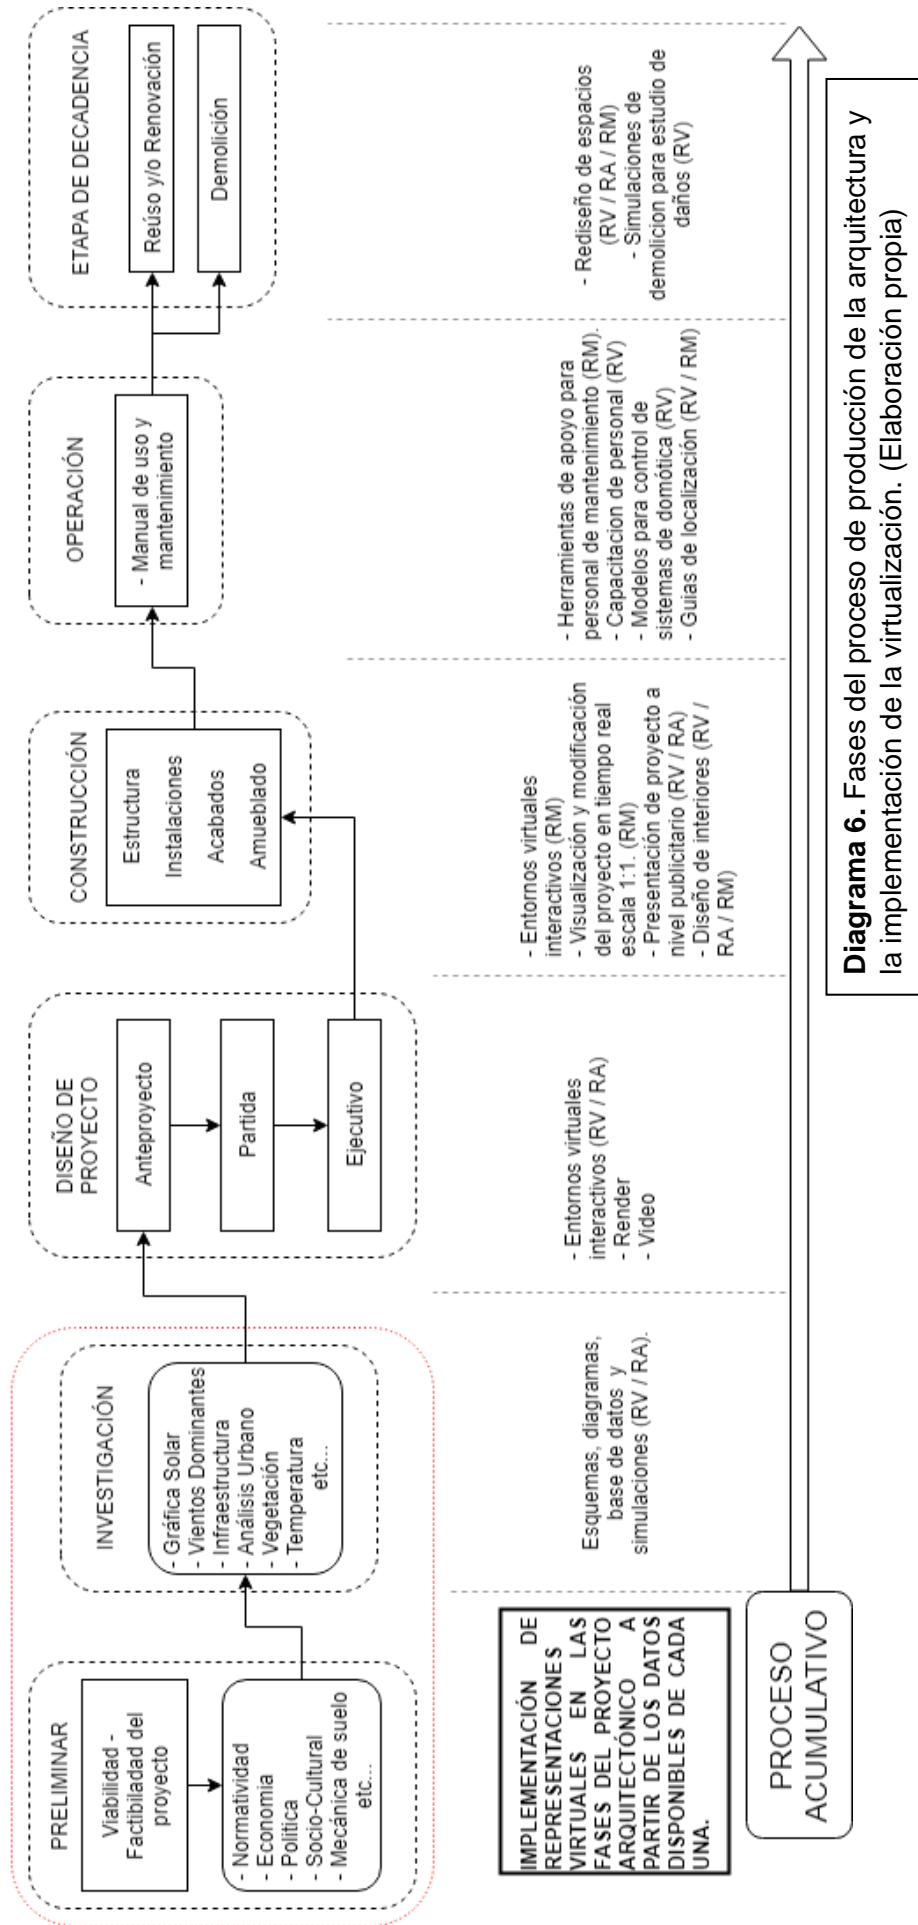 PRELIMINAR
Viabilidad -
Factibiladad del
proyecto
- Normatividad
- Economia
- Politica
- Socio-Cultural
- Mecánica de suelo
etc...
INVESTIGACIÓN
- Gráfica Solar
- Vientos Dominantes
- Infraestructura
- Análisis Urbano
- Vegetación
- Temperatura
etc...
DISEÑO DE
PROYECTO
Anteproyecto
Partida
Ejecutivo
CONSTRUCCIÓN
Estructura
Instalaciones
Acabados
Amueblado
OPERACIÓN
- Manual de uso y
mantenimiento
ETAPA DE DECADENCIA
Reúso y/o Renovación
Demolición
IMPLEMENTACIÓN DE
REPRESENTACIONES
VIRTUALES EN LAS
FASES DEL PROYECTO
ARQUITECTÓNICO A
PARTIR DE LOS DATOS
DISPONIBLES DE CADA
UNA.
Esquemas, diagramas,
base de datos y
simulaciones (RV / RA).
- Entornos virtuales
interactivos (RV / RA)
- Render
- Video
- Entornos virtuales
interactivos (RM)
- Visualización y modificación
del proyecto en tiempo real
escala 1:1. (RM)
- Presentación de proyecto a
nivel publicitario (RV / RA)
- Diseño de interiores (RV /
RA / RM)
- Herramientas de apoyo para
personal de mantenimiento (RM).
- Capacitacion de personal (RV)
- Modelos para control de
sistemas de domótica (RV)
- Guias de localización (RV / RM)
- Rediseño de espacios
(RV / RA / RM)
- Simulaciones de
demolicion para estudio de
daños (RV)
PROCESO
ACUMULATIVO
Diagrama 6. Fases del proceso de producción de la arquitectura y
la implementación de la virtualización. (Elaboración propia)